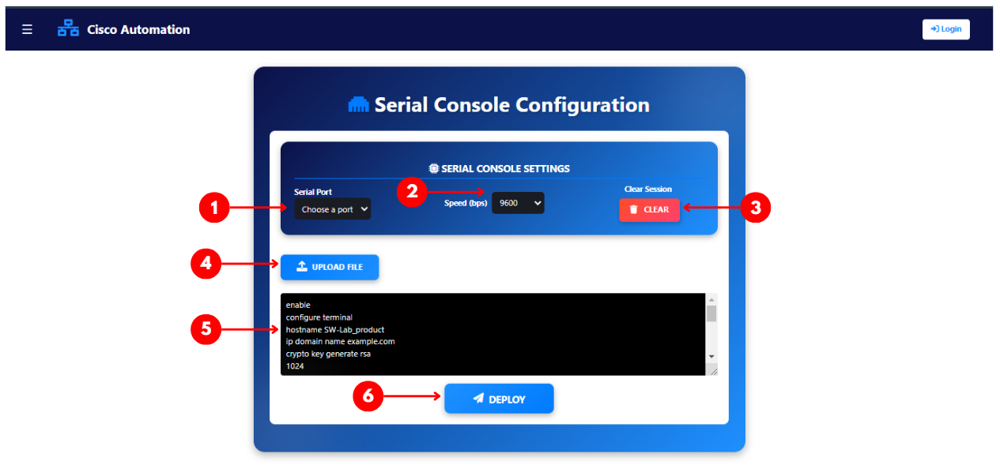 Cisco Automation
Login
Serial Console Configuration
SERIAL CONSOLE SETTINGS
1
Serial Port
Choose a port
2
Speed (bps)
9600
Clear Session
CLEAR
3
4
UPLOAD FILE
5
enable
configure terminal
hostname SW-Lab_product
ip domain name example.com
crypto key generate rsa
1024
6
DEPLOY